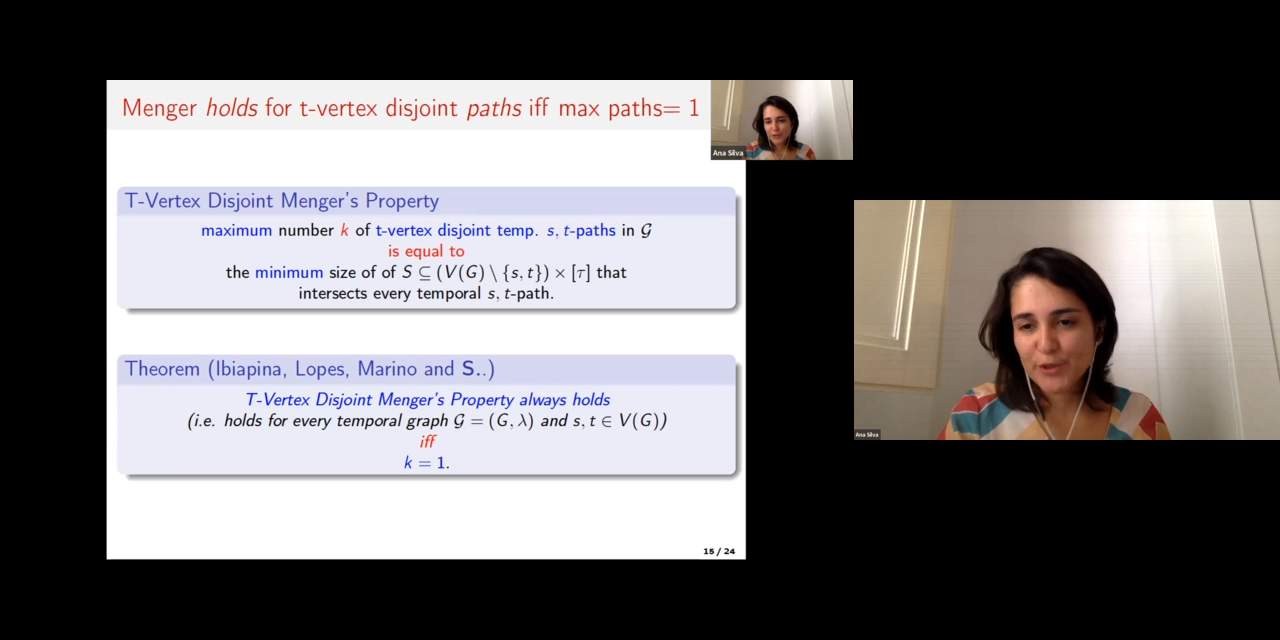 Menger holds for t-vertex disjoint paths iff max paths= 1
Ana Silva
T-Vertex Disjoint Menger's Property
maximum number k of t-vertex disjoint temp. s, t-paths in 𝒢
is equal to
the minimum size of of S ⊆ (V(G) \ {s, t}) × [τ] that
intersects every temporal s, t-path.
Theorem (Ibiapina, Lopes, Marino and S..)
T-Vertex Disjoint Menger's Property always holds
(i.e. holds for every temporal graph 𝒢 = (G, λ) and s, t ∈ V(G))
iff
k = 1.
15 / 24
Ana Silva